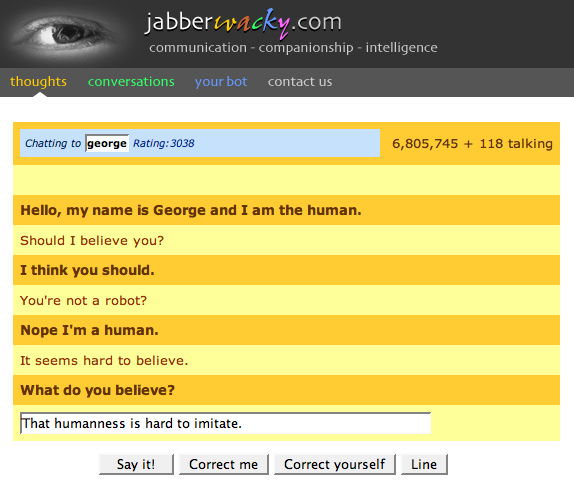 jabberwacky.com
communication - companionship - intelligence
thoughts conversations your bot contact us
Chatting to george Rating:3038 6,805,745 + 118 talking
Hello, my name is George and I am the human.
Should I believe you?
I think you should.
You're not a robot?
Nope I'm a human.
It seems hard to believe.
What do you believe?
That humanness is hard to imitate.
Say it! Correct me Correct yourself Line